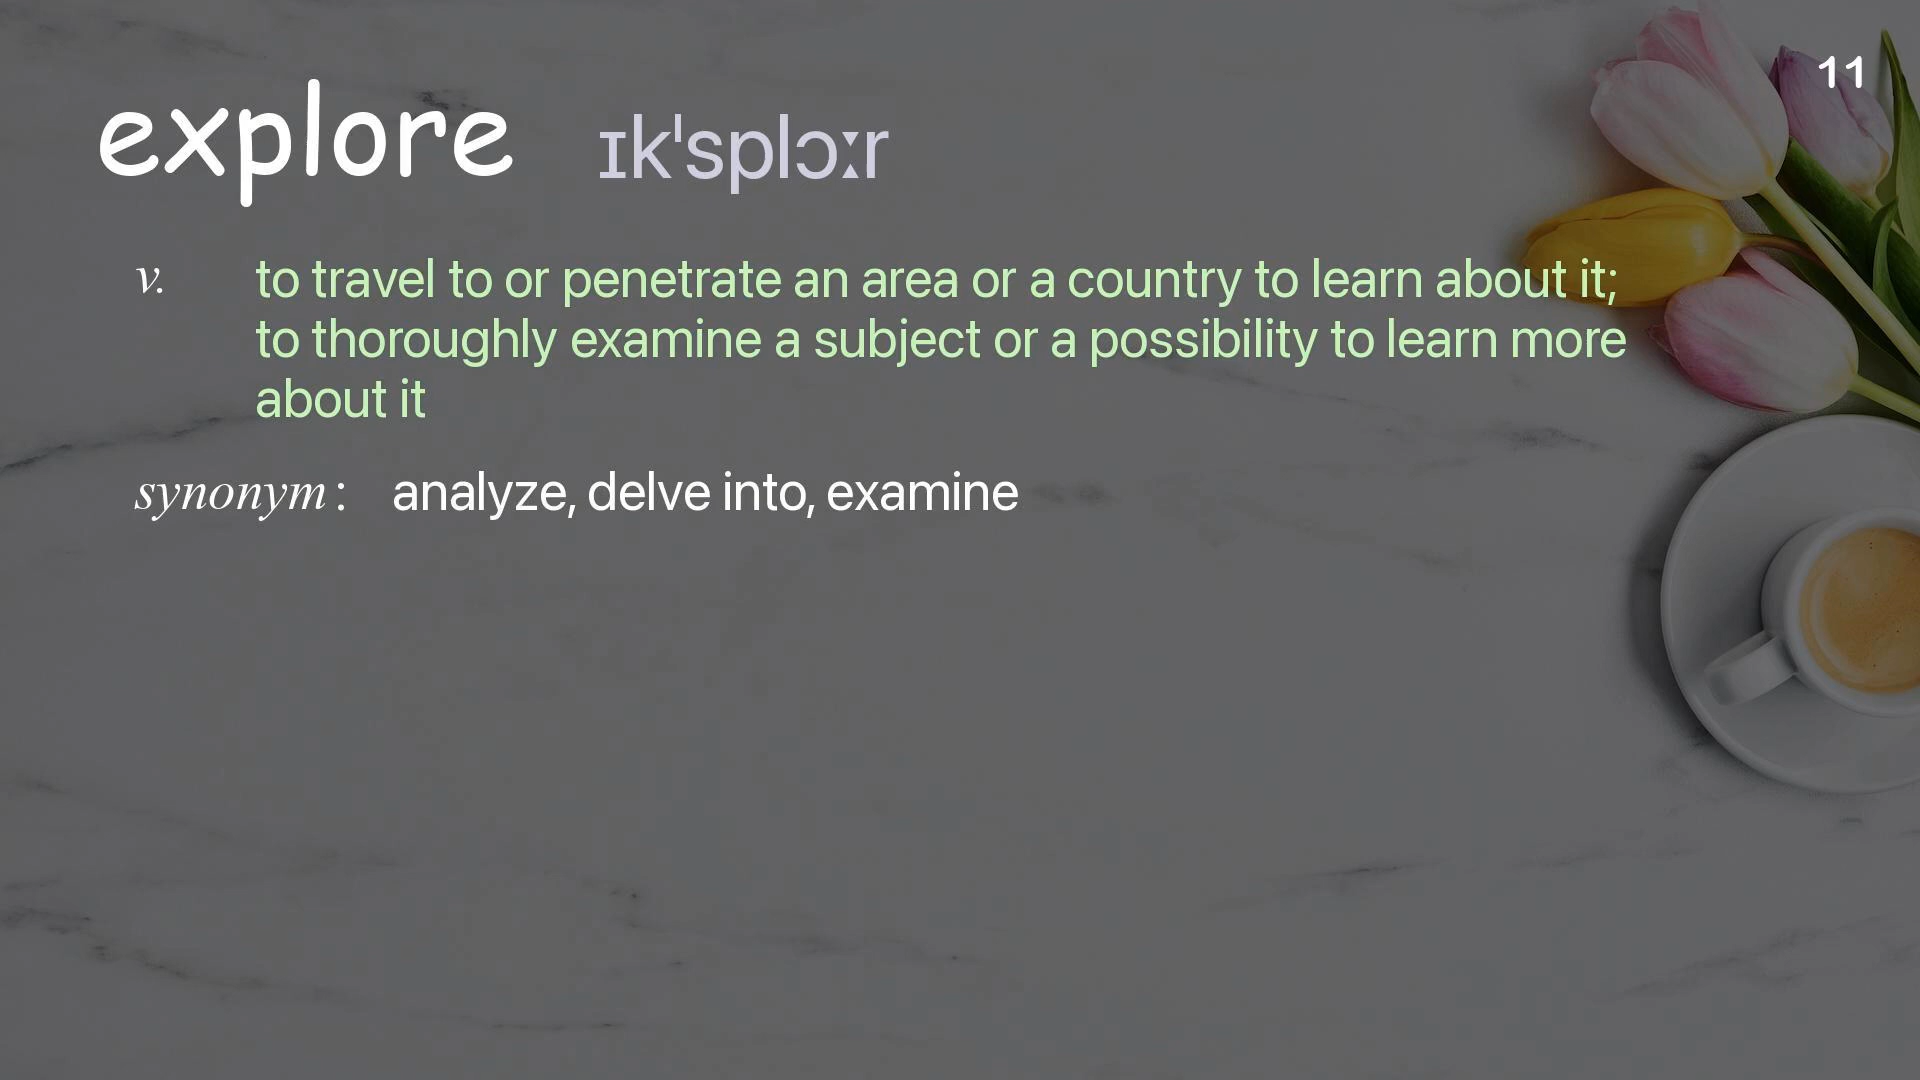 11
explore ɪkˈsplɔːr
v. to travel to or penetrate an area or a country to learn about it;
to thoroughly examine a subject or a possibility to learn more
about it
synonym : analyze, delve into, examine